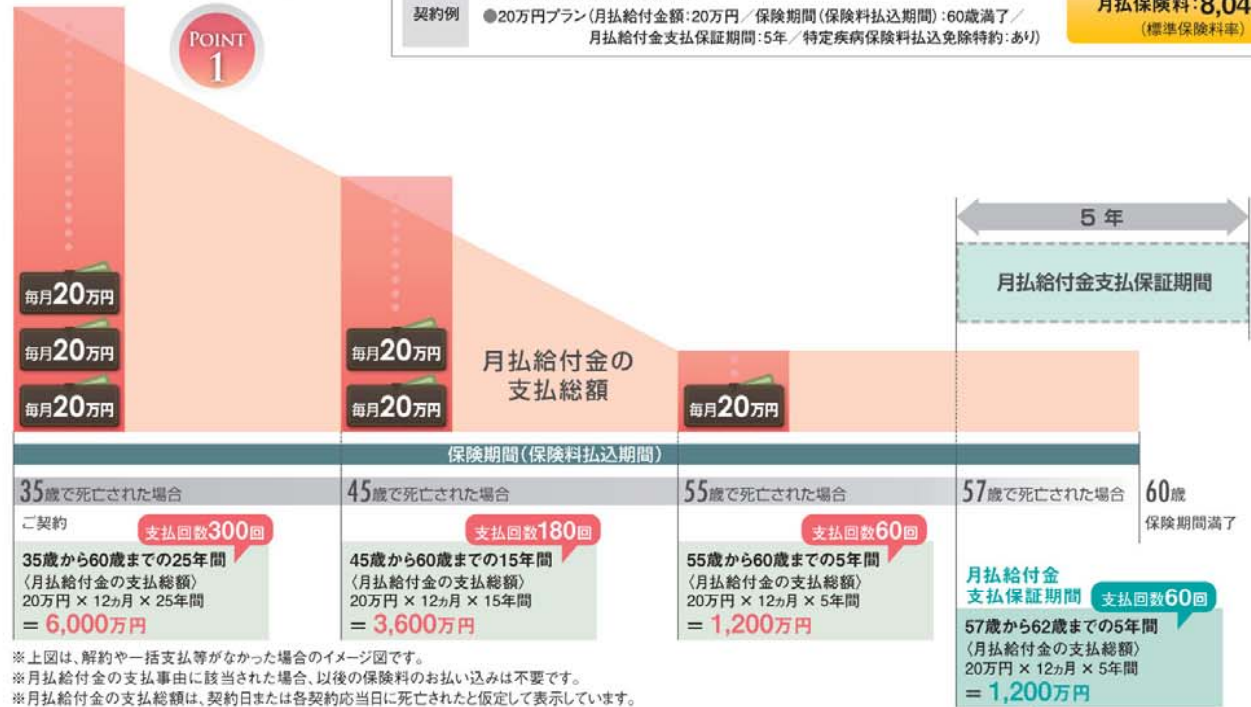 POINT
1
契約例
●20万円プラン(月払給付金額:20万円/保険期間(保険料払込期間):60歳満了/
月払給付金支払保証期間:5年/特定疾病保険料払込免除特約:あり)
月払保険料:8,04
(標準保険料率)
5年
月払給付金支払保証期間
毎月20万円
毎月20万円
毎月20万円
毎月20万円
毎月20万円
毎月20万円
月払給付金の
支払総額
保険期間(保険料払込期間)
35歳で死亡された場合
45歳で死亡された場合
55歳で死亡された場合
57歳で死亡された場合
60歳
保険期間満了
ご契約
支払回数300回
35歳から60歳までの25年間
〈月払給付金の支払総額〉
20万円×12ヵ月×25年間
=6,000万円
支払回数180回
45歳から60歳までの15年間
〈月払給付金の支払総額〉
20万円×12ヵ月×15年間
=3,600万円
支払回数60回
55歳から60歳までの5年間
〈月払給付金の支払総額〉
20万円×12ヵ月×5年間
=1,200万円
月払給付金
支払保証期間
支払回数60回
57歳から62歳までの5年間
〈月払給付金の支払総額〉
20万円×12ヵ月×5年間
=1,200万円
※上図は、解約や一括支払等がなかった場合のイメージ図です。
※月払給付金の支払事由に該当された場合、以後の保険料のお払い込みは不要です。
※月払給付金の支払総額は、契約日または各契約応当日に死亡されたと仮定して表示しています。